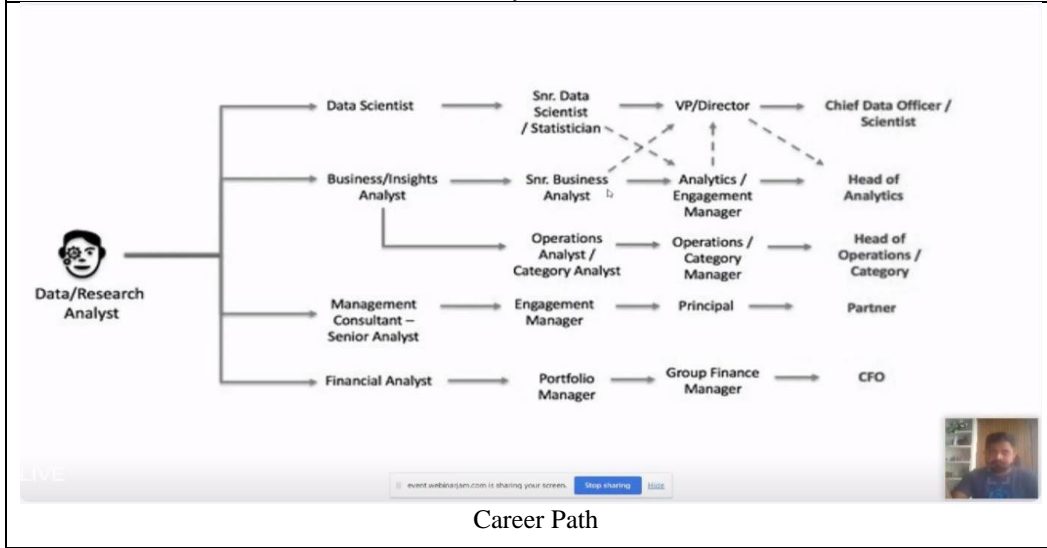 Data/Research
Analyst
Data Scientist
Snr. Data
Scientist
/ Statistician
VP/Director
Chief Data Officer /
Scientist
Business/Insights
Analyst
Snr. Business
Analyst
Analytics /
Engagement
Manager
Head of
Analytics
Operations
Analyst /
Category Analyst
Operations /
Category
Manager
Head of
Operations /
Category
Management
Consultant –
Senior Analyst
Engagement
Manager
Principal
Partner
Financial Analyst
Portfolio
Manager
Group Finance
Manager
CFO
LIVE
event.webinarjam.com is sharing your screen.
Stop sharing
Hide
Career Path